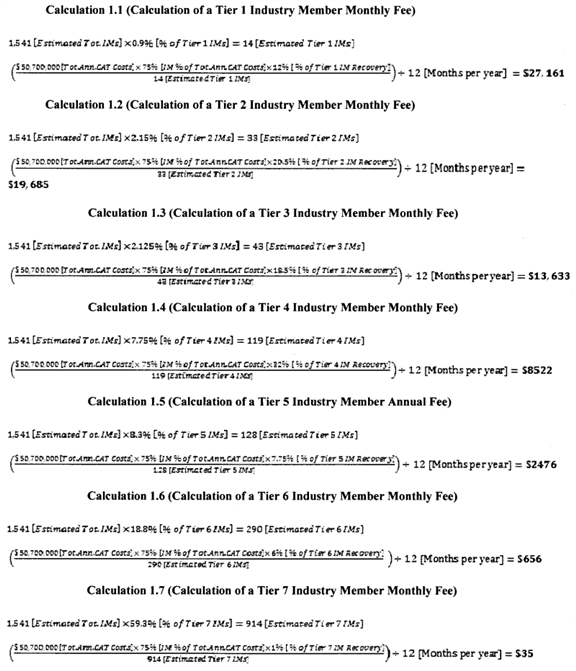 Calculation 1.1 (Calculation of a Tier 1 Industry Member Monthly Fee)
1,541 [Estimated Tot. IMs] ×0.9% [% of Tier 1 IMs] = 14 [Estimated Tier 1 IMs]
($50,700,000 [Tot.Ann.CAT Costs] × 75% [IM % of Tot.Ann.CAT Costs] ×12% [% of Tier 1 IM Recovery] / 14 [Estimated Tier 1 IMs]) ÷ 12 [Months per year] = $27,161
Calculation 1.2 (Calculation of a Tier 2 Industry Member Monthly Fee)
1,541 [Estimated Tot. IMs] ×2.15% [% of Tier 2 IMs] = 33 [Estimated Tier 2 IMs]
($50,700,000 [Tot.Ann.CAT Costs] × 75% [IM % of Tot.Ann.CAT Costs] ×20.5% [% of Tier 2 IM Recovery] / 33 [Estimated Tier 2 IMs]) ÷ 12 [Months per year] =
$19,685
Calculation 1.3 (Calculation of a Tier 3 Industry Member Monthly Fee)
1,541 [Estimated Tot. IMs] ×2.125% [% of Tier 3 IMs] = 43 [Estimated Tier 3 IMs]
($50,700,000 [Tot.Ann.CAT Costs] × 75% [IM % of Tot.Ann.CAT Costs] ×18.5% [% of Tier 3 IM Recovery] / 43 [Estimated Tier 3 IMs]) ÷ 12 [Months per year] = $13,633
Calculation 1.4 (Calculation of a Tier 4 Industry Member Monthly Fee)
1,541 [Estimated Tot. IMs] ×7.75% [% of Tier 4 IMs] = 119 [Estimated Tier 4 IMs]
($50,700,000 [Tot.Ann.CAT Costs] × 75% [IM % of Tot.Ann.CAT Costs] ×32% [% of Tier 4 IM Recovery] / 119 [Estimated Tier 4 IMs]) ÷ 12 [Months per year] = $8522
Calculation 1.5 (Calculation of a Tier 5 Industry Member Annual Fee)
1,541 [Estimated Tot. IMs] ×8.3% [% of Tier 5 IMs] = 128 [Estimated Tier 5 IMs]
($50,700,000 [Tot.Ann.CAT Costs] × 75% [IM % of Tot.Ann.CAT Costs] ×7.75% [% of Tier 5 IM Recovery] / 128 [Estimated Tier 5 IMs]) ÷ 12 [Months per year] = $2476
Calculation 1.6 (Calculation of a Tier 6 Industry Member Monthly Fee)
1,541 [Estimated Tot. IMs] ×18.8% [% of Tier 6 IMs] = 290 [Estimated Tier 6 IMs]
($50,700,000 [Tot.Ann.CAT Costs] × 75% [IM % of Tot.Ann.CAT Costs] ×6% [% of Tier 6 IM Recovery] / 290 [Estimated Tier 6 IMs]) ÷ 12 [Months per year] = $656
Calculation 1.7 (Calculation of a Tier 7 Industry Member Monthly Fee)
1,541 [Estimated Tot. IMs] ×59.3% [% of Tier 7 IMs] = 914 [Estimated Tier 7 IMs]
($50,700,000 [Tot.Ann.CAT Costs] × 75% [IM % of Tot.Ann.CAT Costs] ×1% [% of Tier 7 IM Recovery] / 914 [Estimated Tier 7 IMs]) ÷ 12 [Months per year] = $35